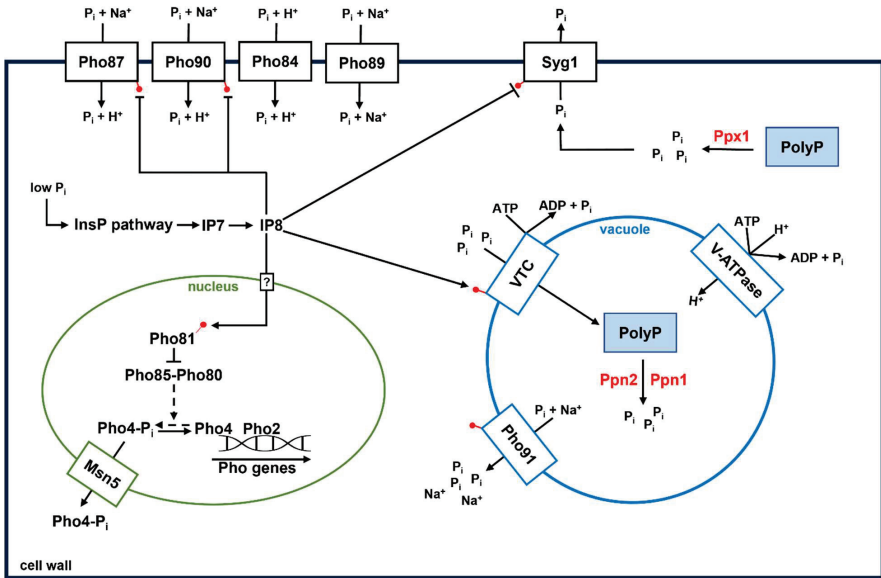 Pi + Na+
Pi + Na+
Pi + H+
Pi + Na+
Pi
Pho87
Pho90
Pho84
Pho89
Syg1
Pi + H+
Pi + H+
Pi + H+
Pi + Na+
Pi
Pi
Pi Pi
Ppx1
PolyP
low Pi
InsP pathway
IP7
IP8
ATP
ADP + Pi
Pi
Pi Pi
VTC
vacuole
ATP
H+
ADP + Pi
V-ATPase
H+
?
nucleus
Pho81
Pho85-Pho80
Pho4-Pi
Pho4
Pho2
Pho genes
Msn5
Pho4-Pi
PolyP
Ppn2
Ppn1
Pi Pi
Pi
Pi + Na+
Pho91
Pi
Pi Pi
Na+
Na+
cell wall